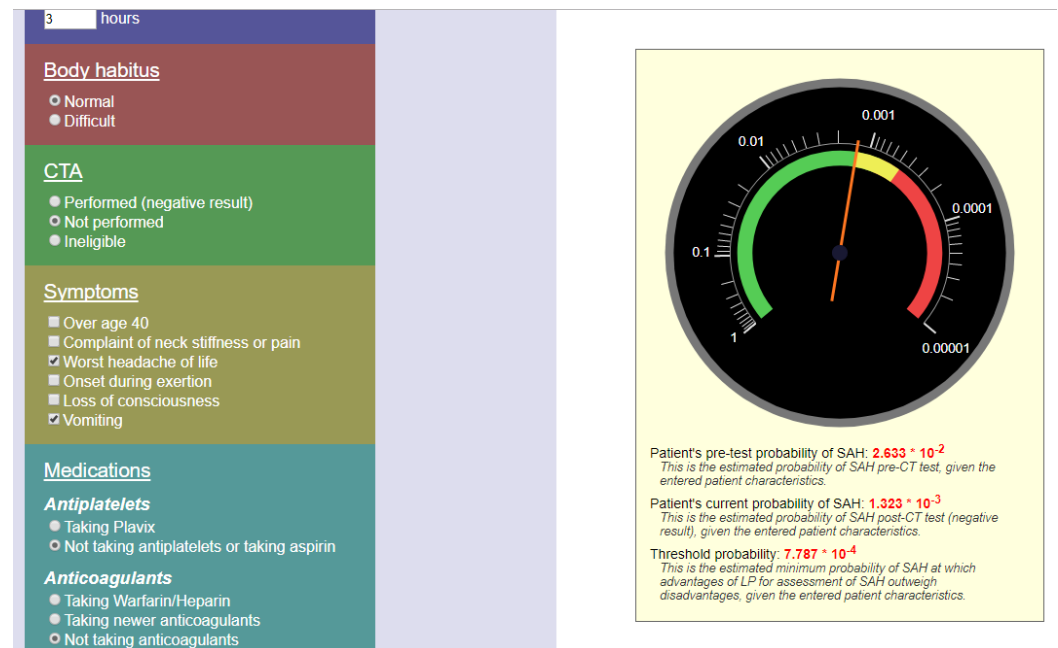 3 hours
Body habitus
Normal
Difficult
CTA
Performed (negative result)
Not performed
Ineligible
Symptoms
Over age 40
Complaint of neck stiffness or pain
Worst headache of life
Onset during exertion
Loss of consciousness
Vomiting
Medications
Antiplatelets
Taking Plavix
Not taking antiplatelets or taking aspirin
Anticoagulants
Taking Warfarin/Heparin
Taking newer anticoagulants
Not taking anticoagulants
1
0.1
0.01
0.001
0.0001
0.00001
Patient's pre-test probability of SAH: 2.633 * 10-2
This is the estimated probability of SAH pre-CT test, given the
entered patient characteristics.
Patient's current probability of SAH: 1.323 * 10-3
This is the estimated probability of SAH post-CT test (negative
result), given the entered patient characteristics.
Threshold probability: 7.787 * 10-4
This is the estimated minimum probability of SAH at which
advantages of LP for assessment of SAH outweigh
disadvantages, given the entered patient characteristics.